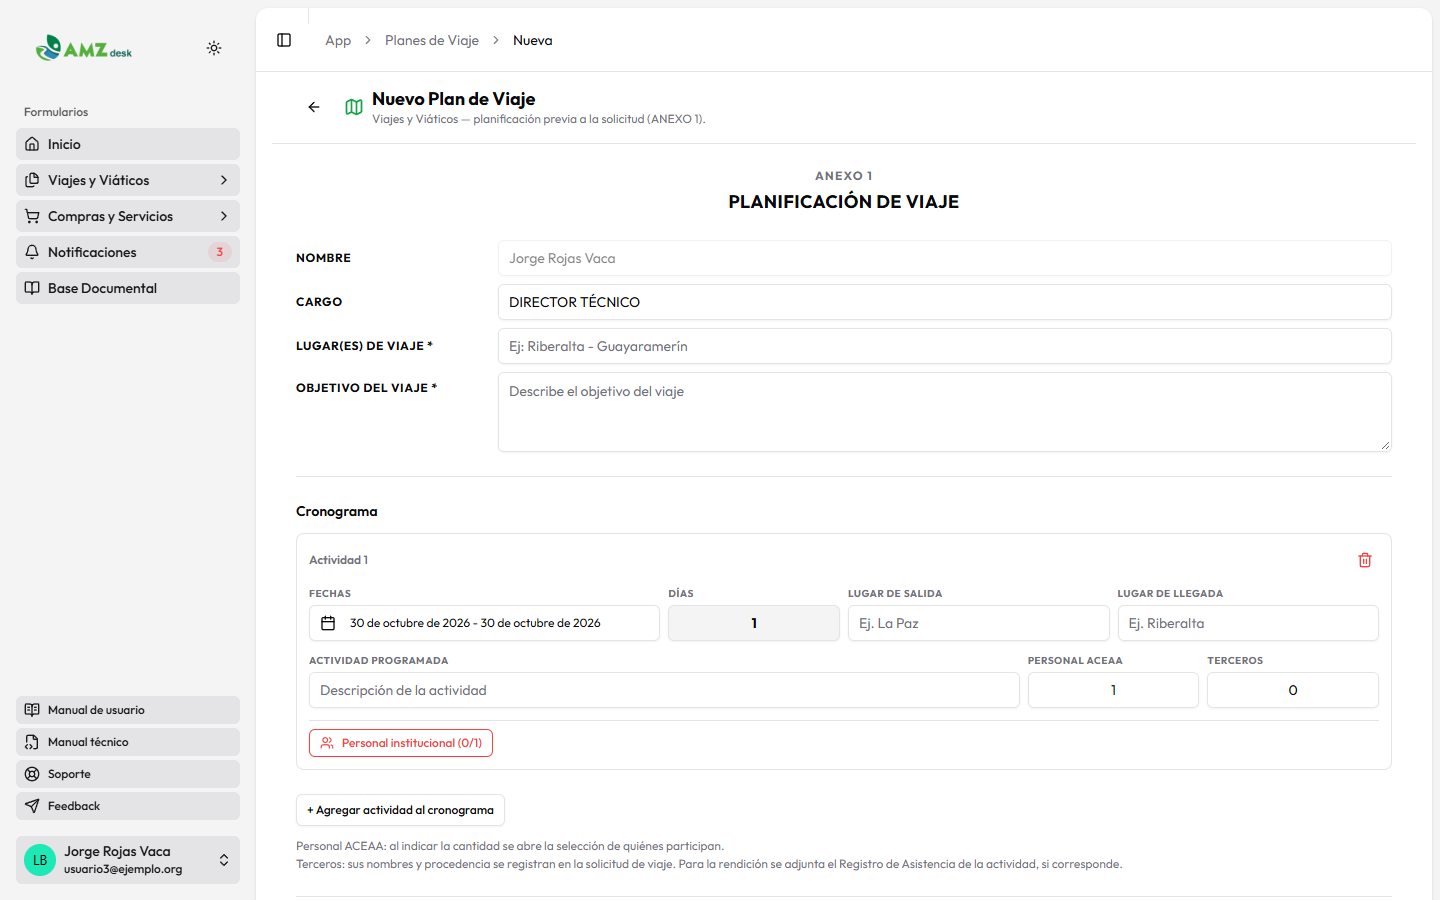 AMZ desk
Formularios
Inicio
Viajes y Viáticos
Compras y Servicios
Notificaciones 3
Base Documental
Manual de usuario
Manual técnico
Soporte
Feedback
LB Jorge Rojas Vaca
usuario3@ejemplo.org
App Planes de Viaje Nueva
Nuevo Plan de Viaje
Viajes y Viáticos — planificación previa a la solicitud (ANEXO 1).
ANEXO 1
PLANIFICACIÓN DE VIAJE
NOMBRE Jorge Rojas Vaca
CARGO DIRECTOR TÉCNICO
LUGAR(ES) DE VIAJE * Ej: Riberalta - Guayaramerín
OBJETIVO DEL VIAJE * Describe el objetivo del viaje
Cronograma
Actividad 1
FECHAS DÍAS LUGAR DE SALIDA LUGAR DE LLEGADA
30 de octubre de 2026 - 30 de octubre de 2026 1 Ej. La Paz Ej. Riberalta
ACTIVIDAD PROGRAMADA PERSONAL ACEAA TERCEROS
Descripción de la actividad 1 0
Personal institucional (0/1)
+ Agregar actividad al cronograma
Personal ACEAA: al indicar la cantidad se abre la selección de quiénes participan.
Terceros: sus nombres y procedencia se registran en la solicitud de viaje. Para la rendición se adjunta el Registro de Asistencia de la actividad, si corresponde.